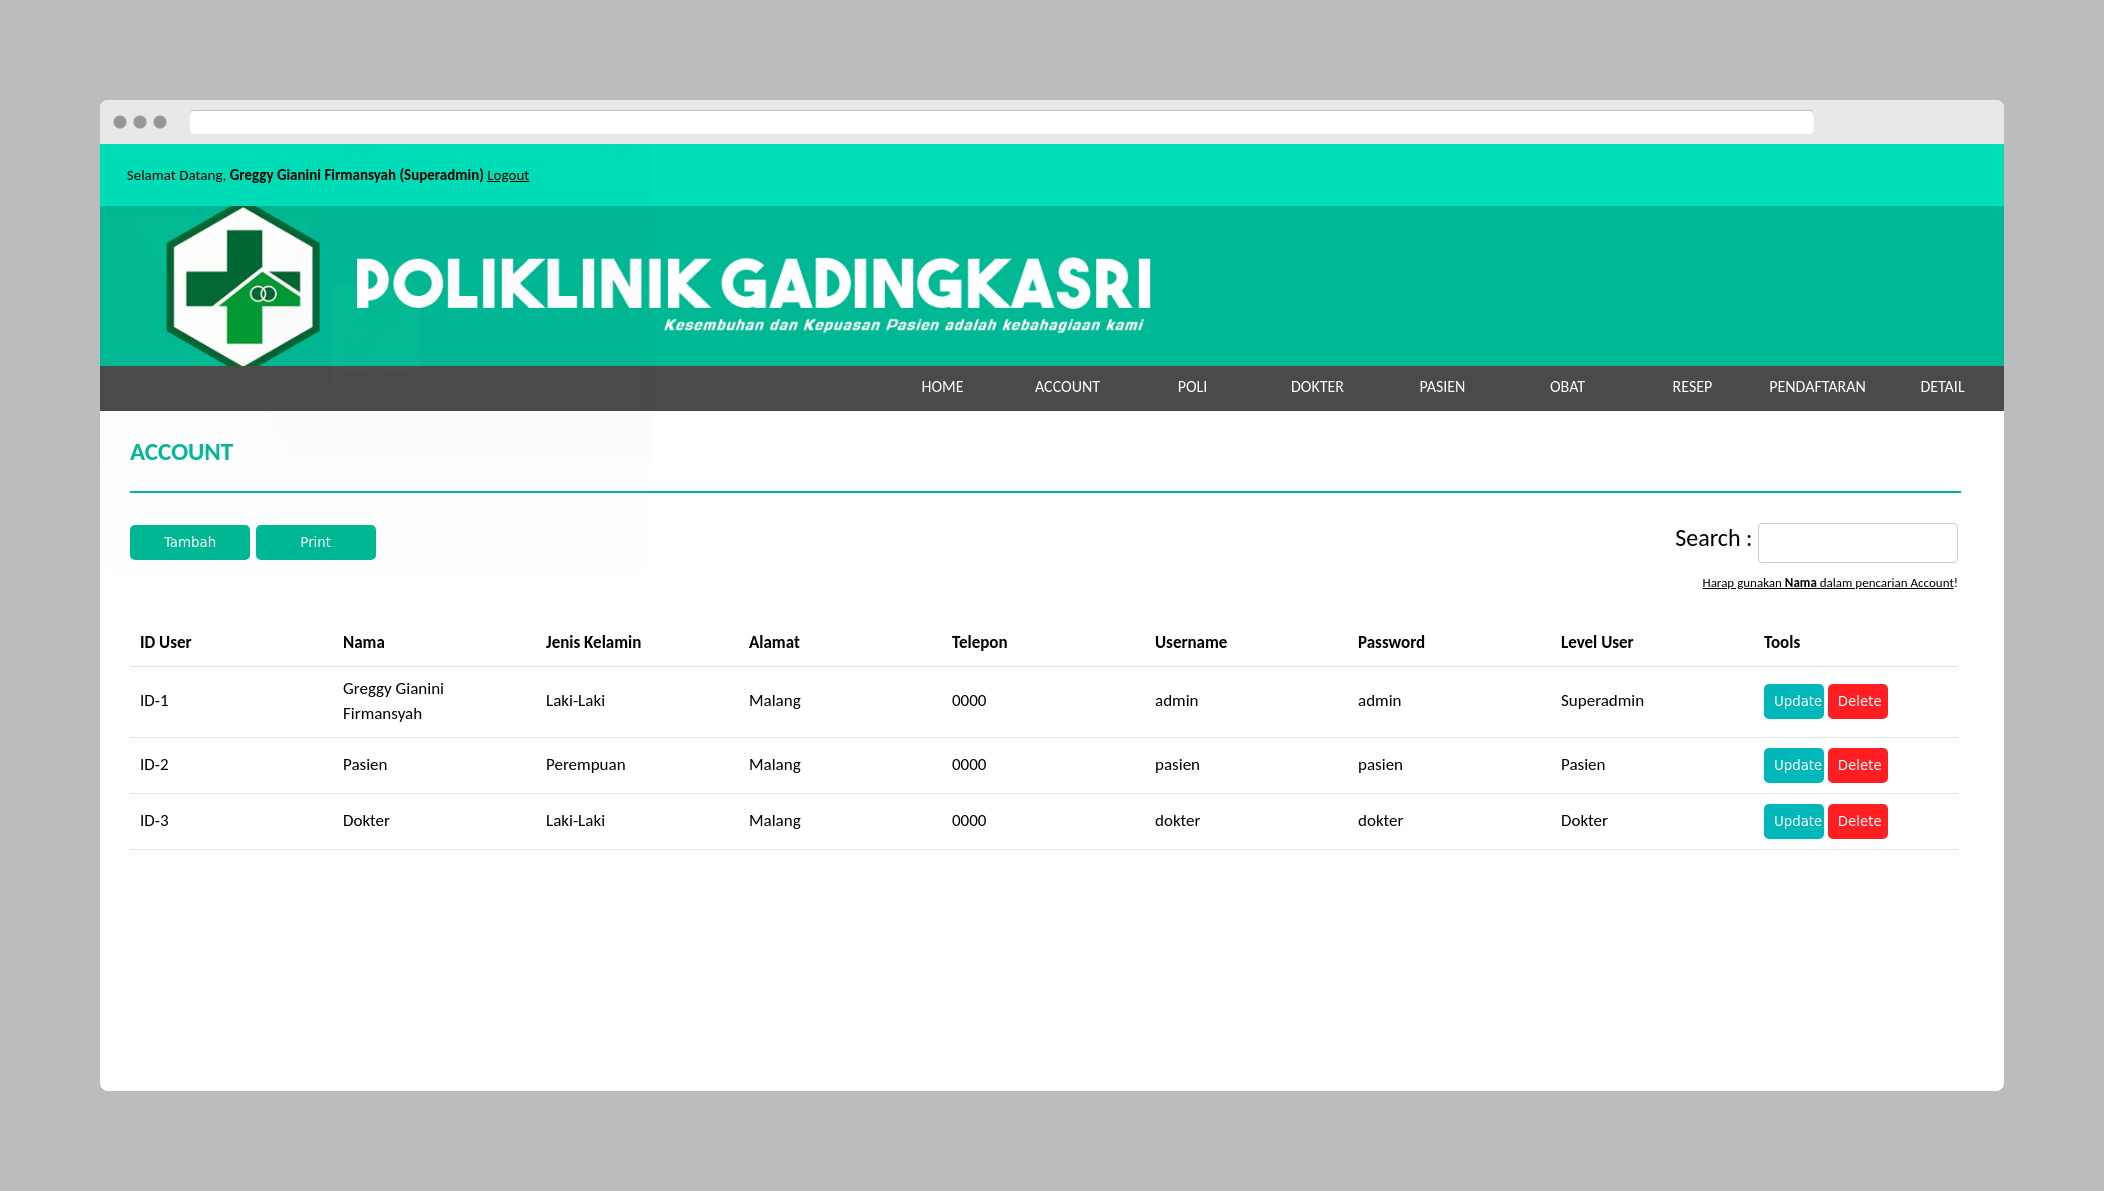 Selamat Datang, Greggy Gianini Firmansyah (Superadmin) Logout
POLIKLINIK GADINGKASRI
Kesembuhan dan Kepuasan Pasien adalah kebahagiaan kami
HOME ACCOUNT POLI DOKTER PASIEN OBAT RESEP PENDAFTARAN DETAIL
ACCOUNT
Tambah Print Search :
Harap gunakan Nama dalam pencarian Account!
ID User Nama Jenis Kelamin Alamat Telepon Username Password Level User Tools
ID-1 Greggy Gianini Firmansyah Laki-Laki Malang 0000 admin admin Superadmin Update Delete
ID-2 Pasien Perempuan Malang 0000 pasien pasien Pasien Update Delete
ID-3 Dokter Laki-Laki Malang 0000 dokter dokter Dokter Update Delete